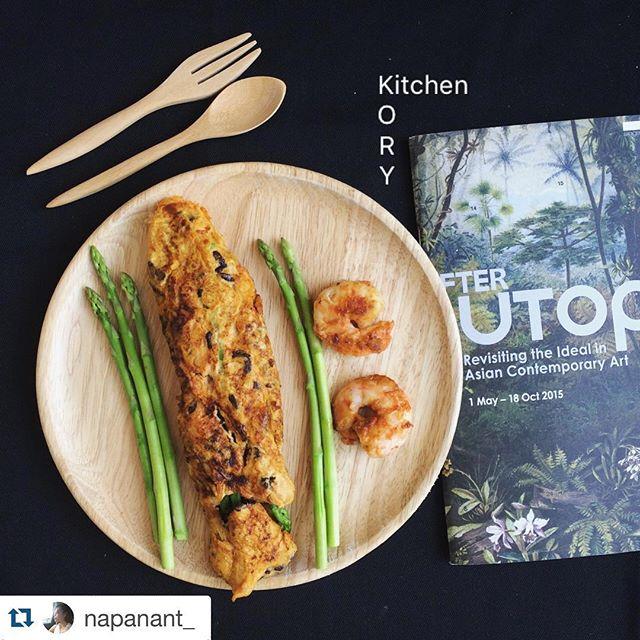 Kitchen
O
R
Y
FTER
UTOP
Revisiting the Ideal in
Asian Contemporary Art
1 May – 18 Oct 2015
napanant_